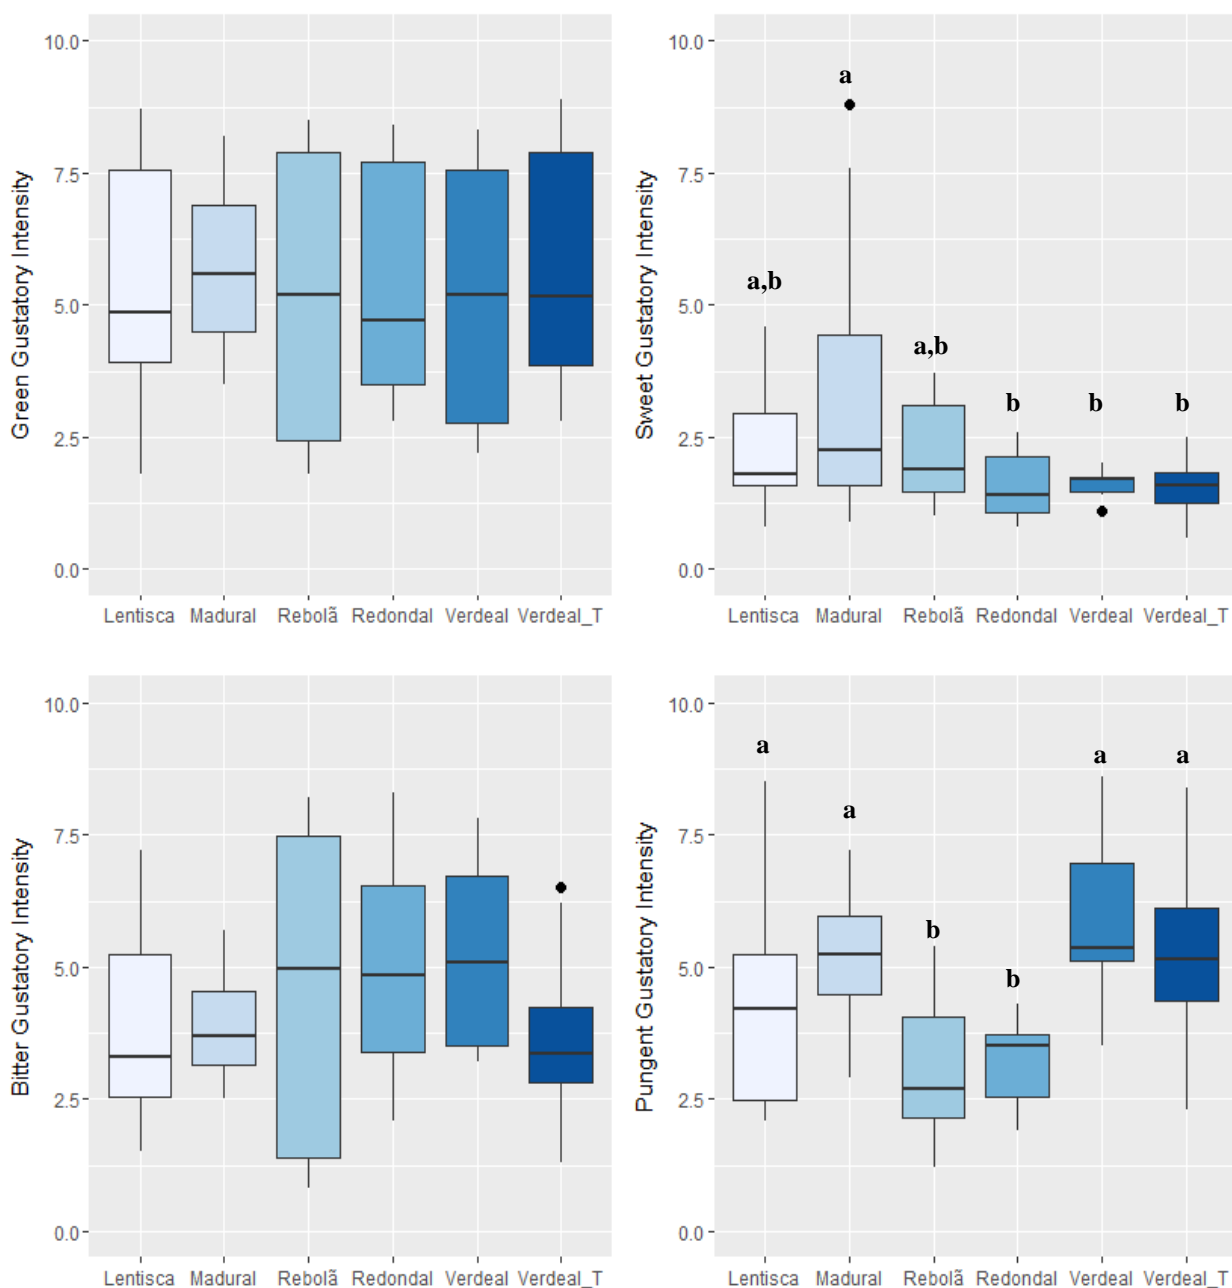 Green Gustatory Intensity
10.0
7.5
5.0
2.5
0.0
Lentisca Madural Rebolã Redondal Verdeal Verdeal_T
Sweet Gustatory Intensity
10.0
7.5
5.0
2.5
0.0
a,b
a
a,b
b
b
b
Lentisca Madural Rebolã Redondal Verdeal Verdeal_T
Bitter Gustatory Intensity
10.0
7.5
5.0
2.5
0.0
Lentisca Madural Rebolã Redondal Verdeal Verdeal_T
Pungent Gustatory Intensity
10.0
7.5
5.0
2.5
0.0
a
a
b
b
a
a
Lentisca Madural Rebolã Redondal Verdeal Verdeal_T